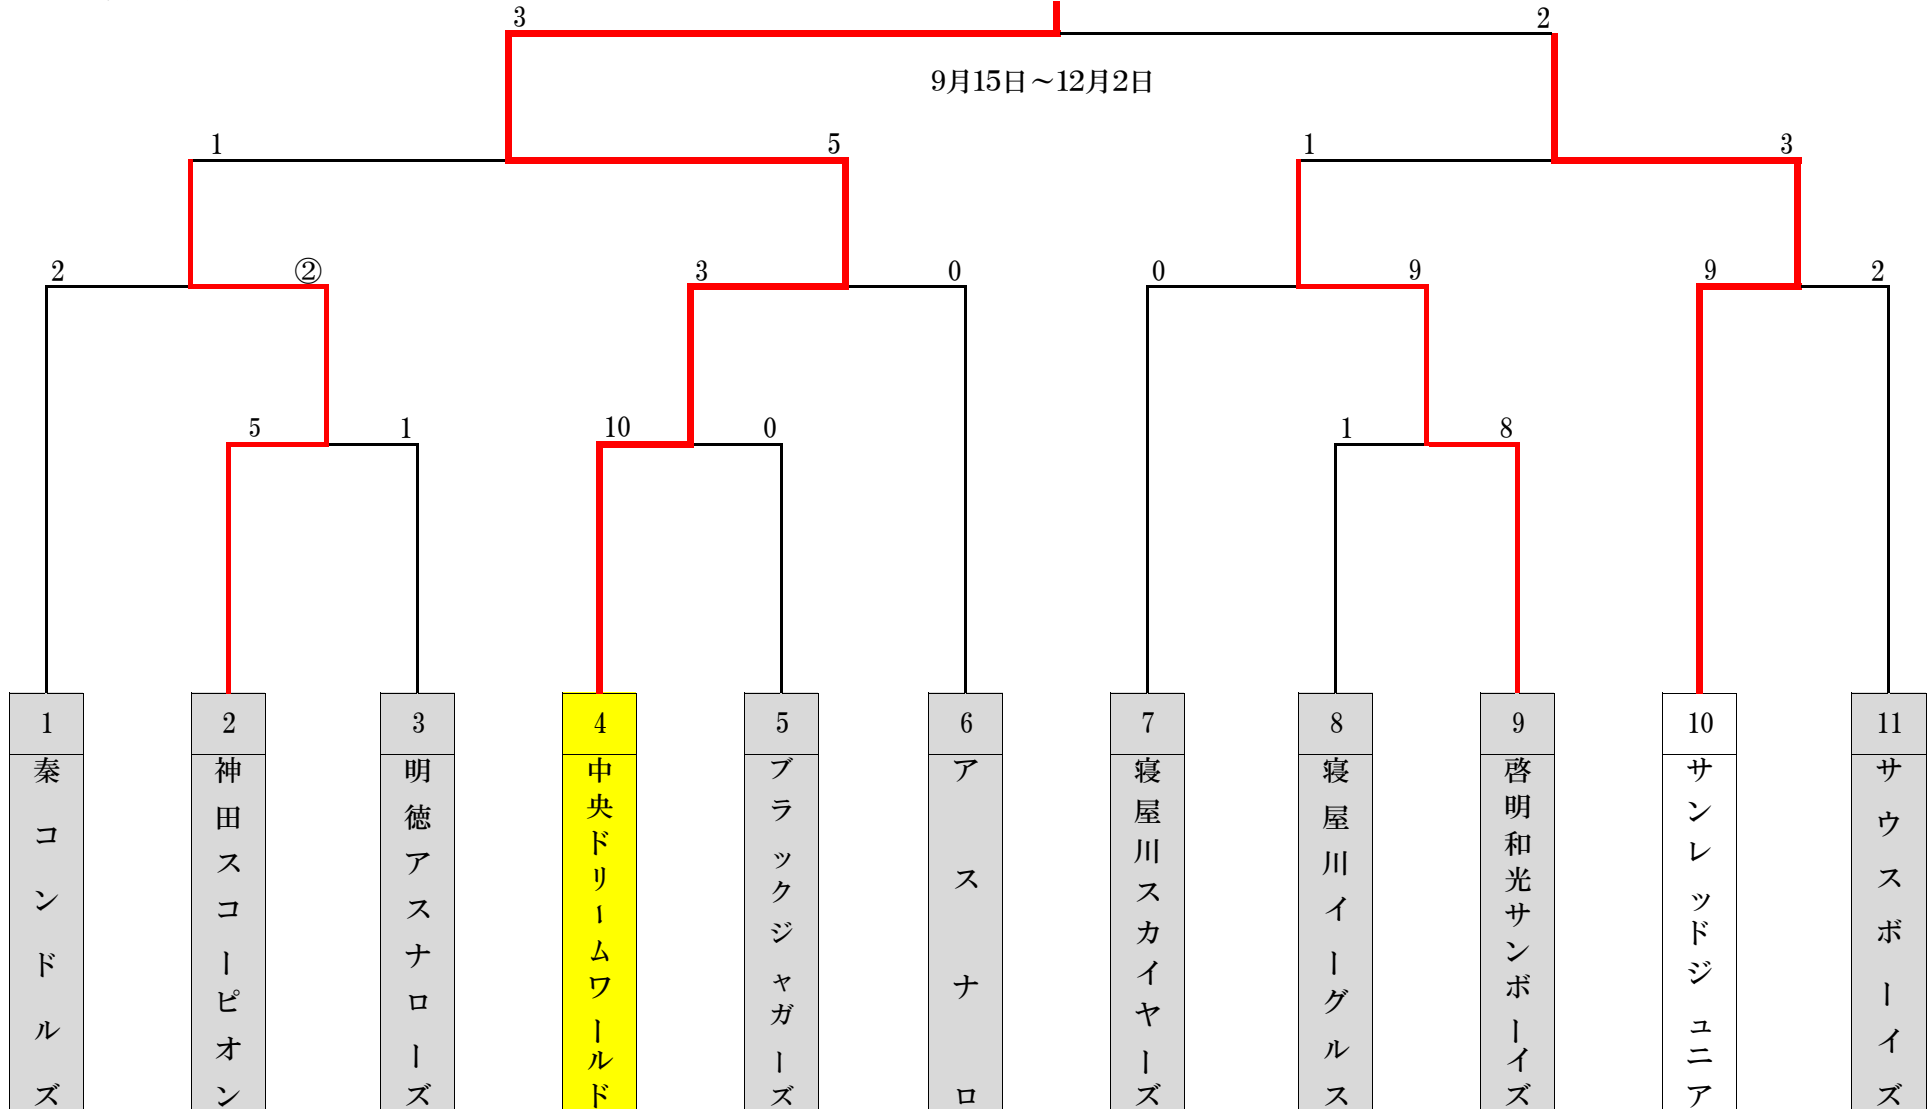 3
2
9月15日～12月2日
1
5
1
3
2
②
3
0
0
9
9
2
5
1
10
0
1
8
1
2
3
4
5
6
7
8
9
10
11
秦コンドルズ
神田スコーピオン
明徳アスナローズ
中央ドリームワールド
ブラックジャガーズ
アスナロ
寝屋川スカイヤーズ
寝屋川イーグルス
啓明和光サンボーイズ
サンレッドジュニア
サウスボーイズ